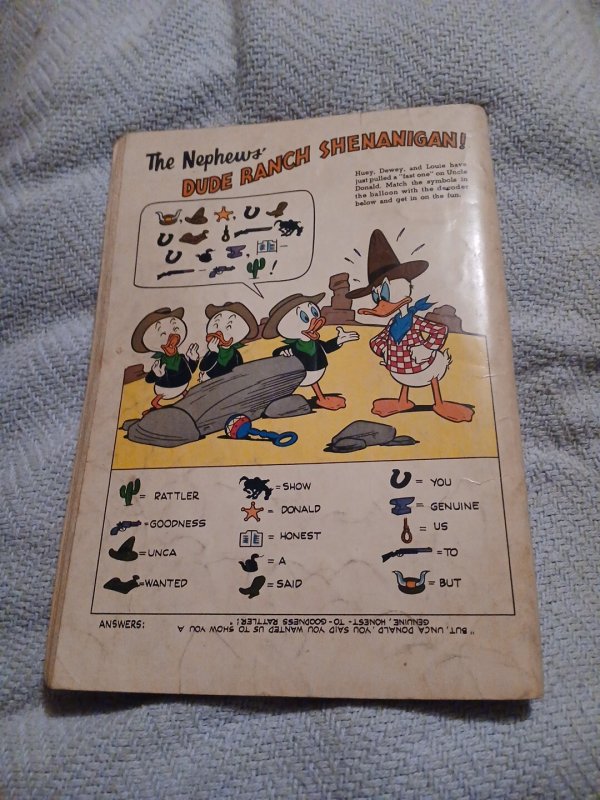 The Nephews'
DUDE RANCH SHENANIGAN!
Huey, Dewey, and Louie have
just pulled a "fast one" on Uncle
Donald. Match the symbols in
the balloon with the decoder
below and get in on the fun.
, 
, –
– – !
= RATTLER
= GOODNESS
= UNCA
= WANTED
= SHOW
= DONALD
= HONEST
= A
= SAID
= YOU
= GENUINE
= US
= TO
= BUT
ANSWERS:
"BUT, UNCA DONALD, YOU SAID YOU WANTED US TO SHOW YOU A
GENUINE, HONEST-TO-GOODNESS RATTLER!"